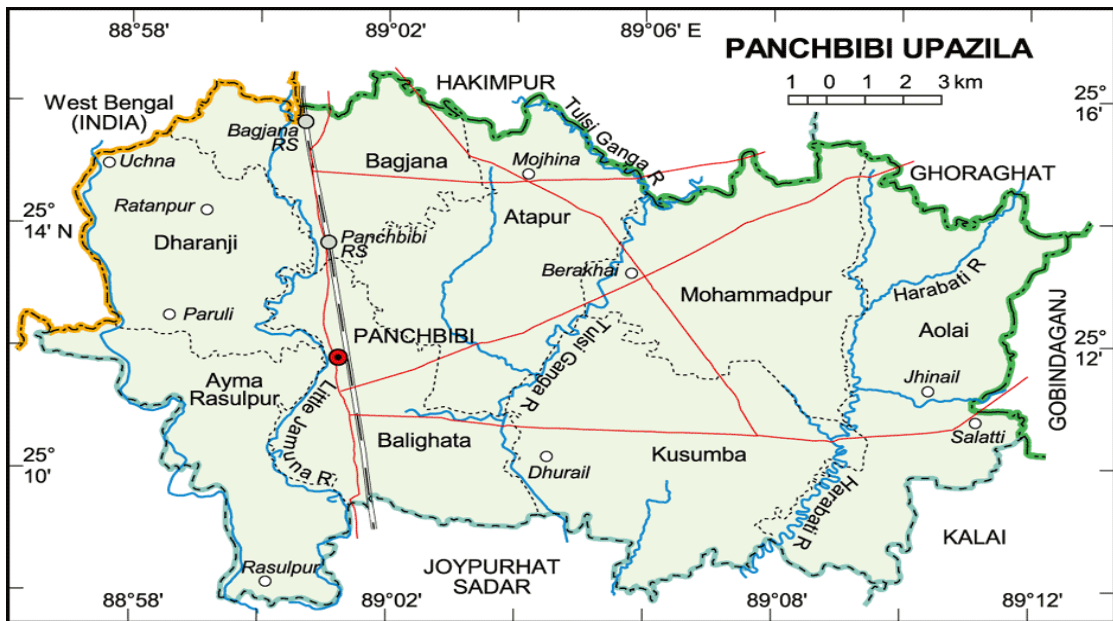 88°58'
89°02'
89°06' E
PANCHBIBI UPAZILA
1 0 1 2 3 km
HAKIMPUR
West Bengal
(INDIA)
25°
16'
Tulsi Ganga R
Bagjana
RS
Bagjana
Mojhina
Uchna
GHORAGHAT
Ratanpur
Atapur
25°
14' N
Dharanji
Panchbibi
RS
Berakhai
Harabati R
Mohammadpur
Paruli
Aolai
GOBINDAGANJ
PANCHBIBI
Tulsi Ganga R
25°
12'
Ayma
Rasulpur
Jhinail
Little Jamuna R
Balighata
Salatti
Kusumba
25°
10'
Dhurail
Harabati R
KALAI
Rasulpur
JOYPURHAT
SADAR
88°58'
89°02'
89°08'
89°12'